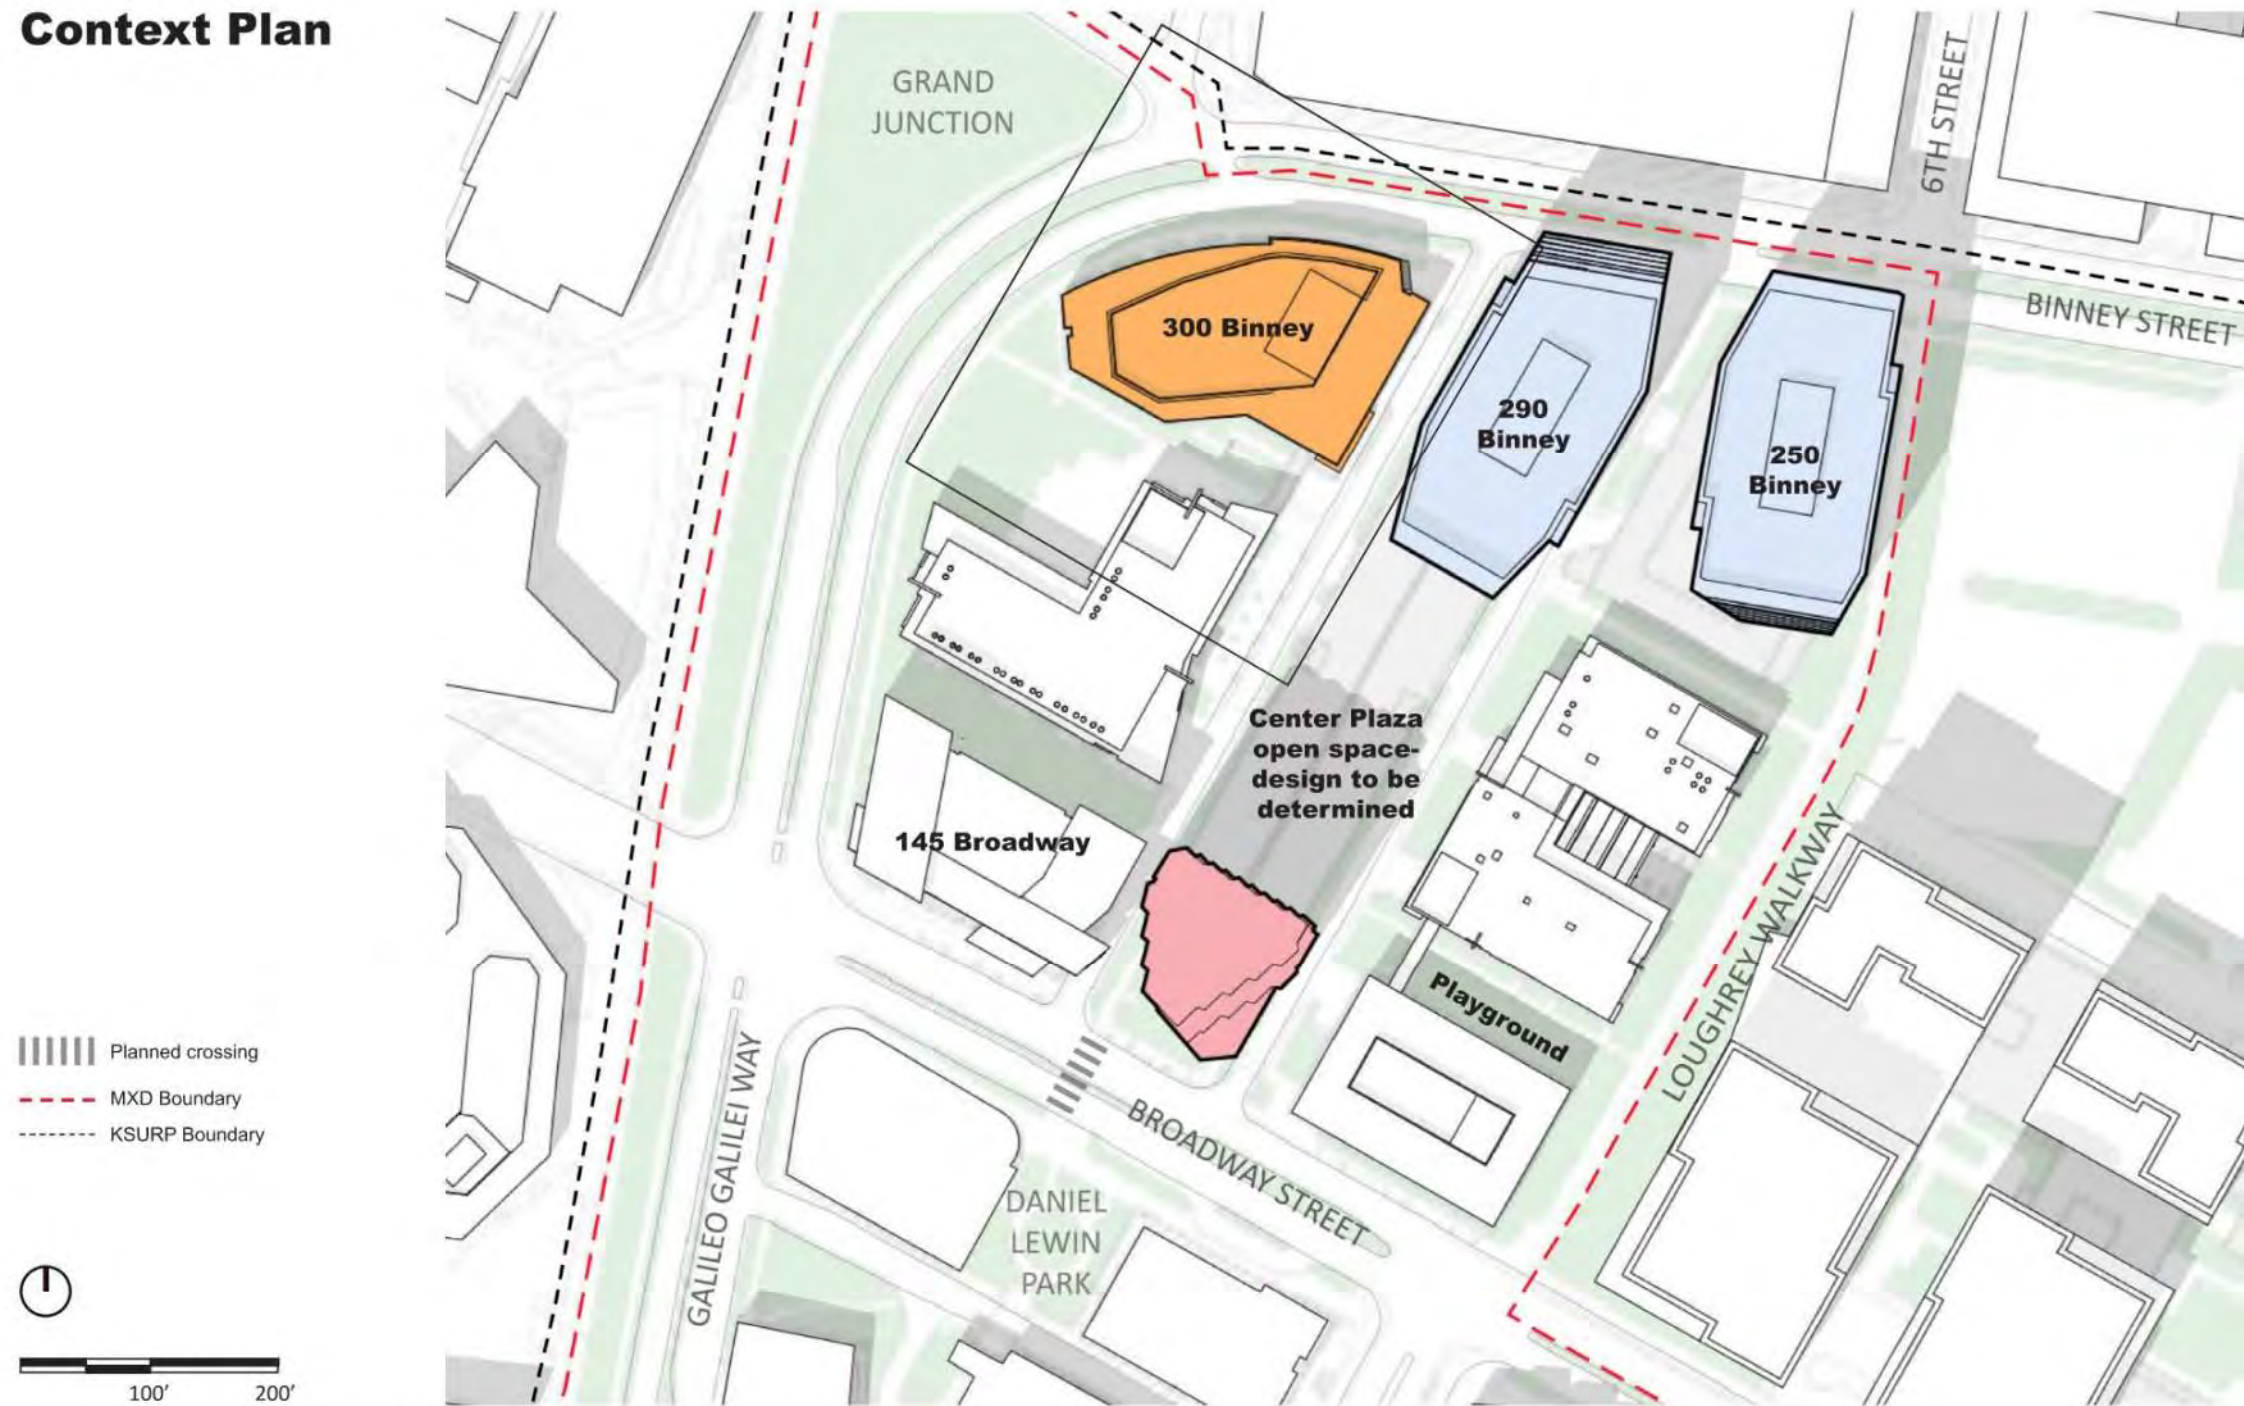 Context Plan
GRAND
JUNCTION
6TH STREET
BINNEY STREET
300 Binney
290
Binney
250
Binney
Center Plaza
open space-
design to be
determined
145 Broadway
LOUGHREY WALKWAY
Playground
BROADWAY STREET
GALILEO GALILEI WAY
DANIEL
LEWIN
PARK
Planned crossing
MXD Boundary
KSURP Boundary
100'
200'